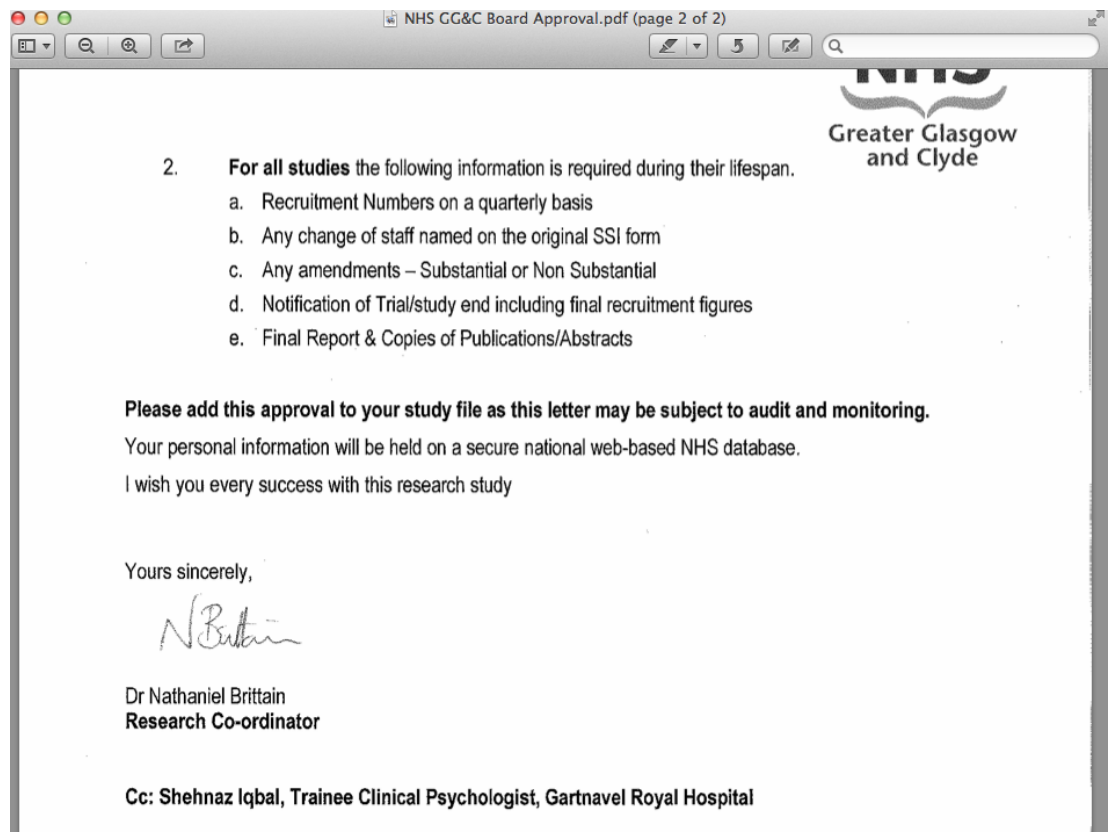 NHS GG&C Board Approval.pdf (page 2 of 2)
NHS
Greater Glasgow
and Clyde
2. For all studies the following information is required during their lifespan.
a. Recruitment Numbers on a quarterly basis
b. Any change of staff named on the original SSI form
c. Any amendments – Substantial or Non Substantial
d. Notification of Trial/study end including final recruitment figures
e. Final Report & Copies of Publications/Abstracts
Please add this approval to your study file as this letter may be subject to audit and monitoring.
Your personal information will be held on a secure national web-based NHS database.
I wish you every success with this research study
Yours sincerely,
N Brittain
Dr Nathaniel Brittain
Research Co-ordinator
Cc: Shehnaz Iqbal, Trainee Clinical Psychologist, Gartnavel Royal Hospital